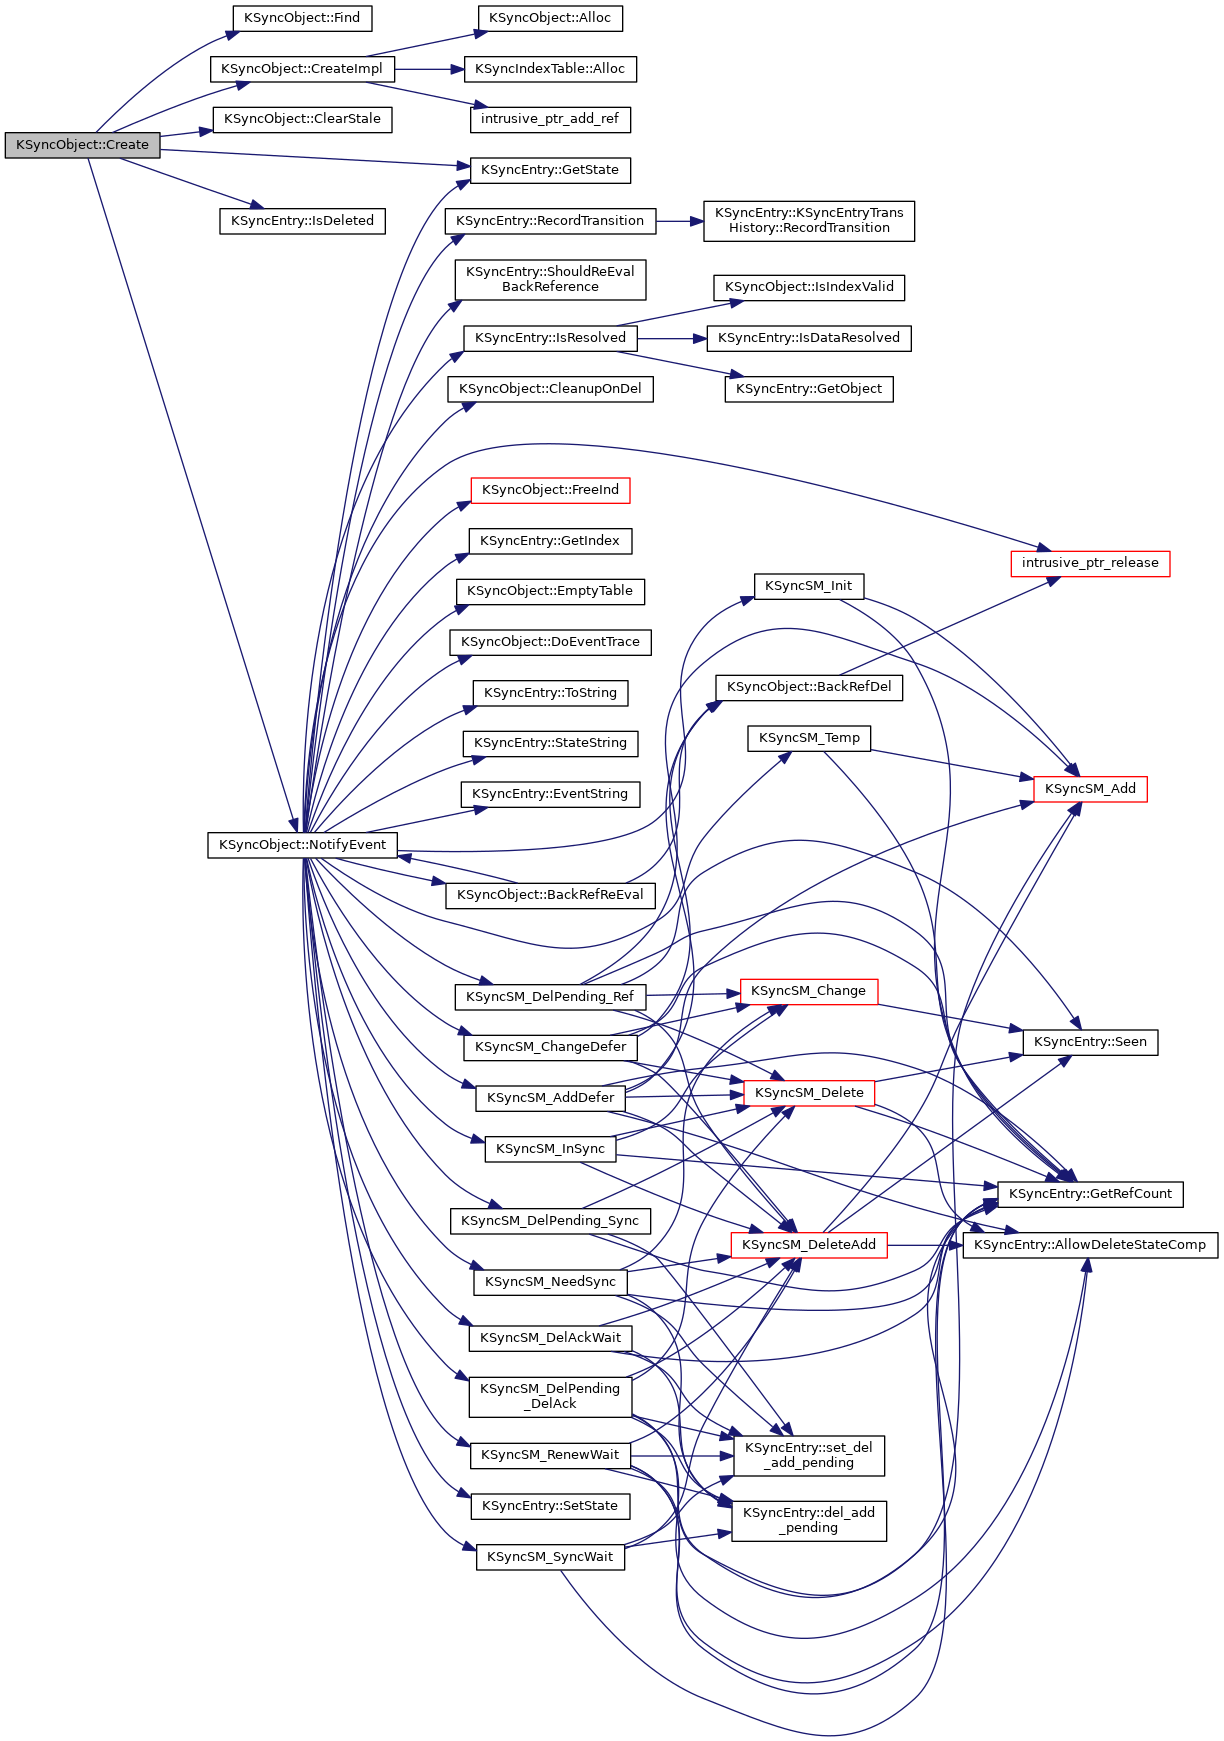 KSyncObject::Find
KSyncObject::Alloc
KSyncObject::CreateImpl
KSyncIndexTable::Alloc
KSyncObject::ClearStale
intrusive_ptr_add_ref
KSyncObject::Create
KSyncEntry::GetState
KSyncEntry::IsDeleted
KSyncEntry::RecordTransition
KSyncEntry::KSyncEntryTrans
History::RecordTransition
KSyncEntry::ShouldReEval
BackReference
KSyncObject::IsIndexValid
KSyncEntry::IsResolved
KSyncEntry::IsDataResolved
KSyncObject::CleanupOnDel
KSyncEntry::GetObject
KSyncObject::FreeInd
KSyncEntry::GetIndex
intrusive_ptr_release
KSyncSM_Init
KSyncObject::EmptyTable
KSyncObject::DoEventTrace
KSyncEntry::ToString
KSyncObject::BackRefDel
KSyncEntry::StateString
KSyncSM_Temp
KSyncEntry::EventString
KSyncSM_Add
KSyncObject::NotifyEvent
KSyncObject::BackRefReEval
KSyncSM_DelPending_Ref
KSyncSM_Change
KSyncSM_ChangeDefer
KSyncEntry::Seen
KSyncSM_AddDefer
KSyncSM_Delete
KSyncSM_InSync
KSyncEntry::GetRefCount
KSyncSM_DelPending_Sync
KSyncSM_DeleteAdd
KSyncEntry::AllowDeleteStateComp
KSyncSM_NeedSync
KSyncSM_DelAckWait
KSyncSM_DelPending
_DelAck
KSyncSM_RenewWait
KSyncEntry::set_del
_add_pending
KSyncEntry::SetState
KSyncEntry::del_add
_pending
KSyncSM_SyncWait